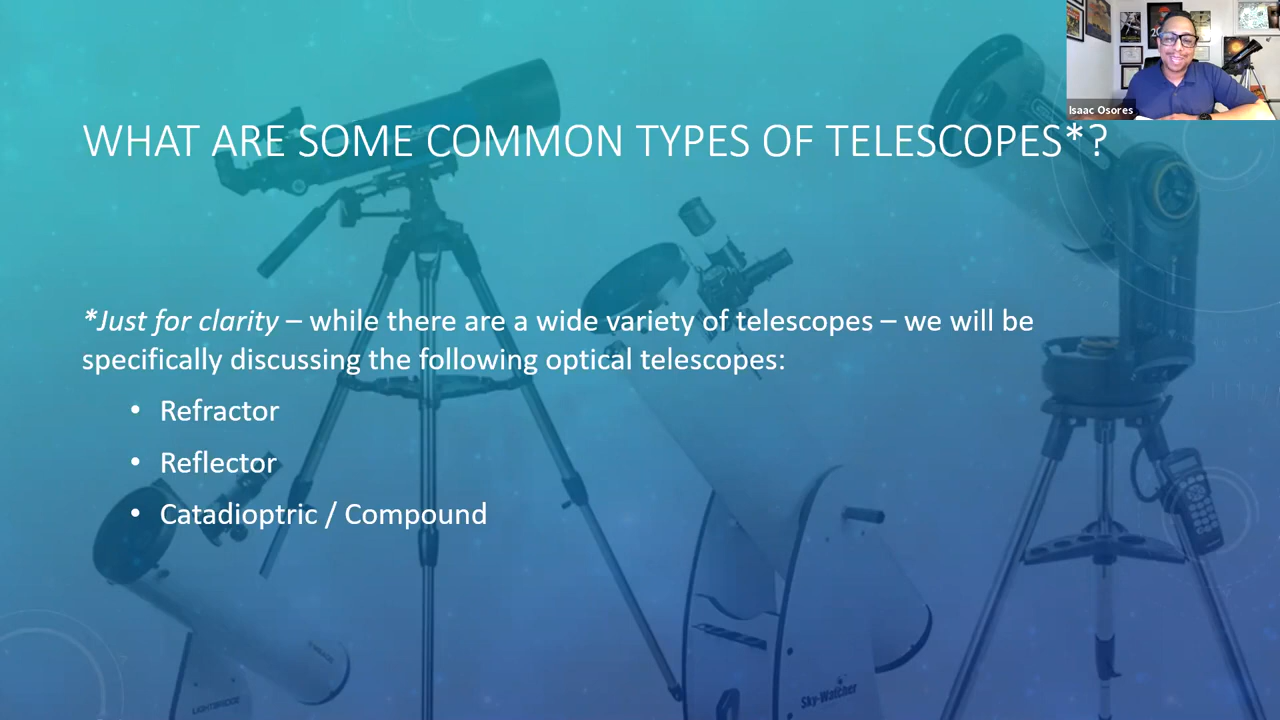 Isaac Osores
WHAT ARE SOME COMMON TYPES OF TELESCOPES*?
*Just for clarity – while there are a wide variety of telescopes – we will be
specifically discussing the following optical telescopes:
• Refractor
• Reflector
• Catadioptric / Compound
LIGHTBRIDGE
Sky-Watcher